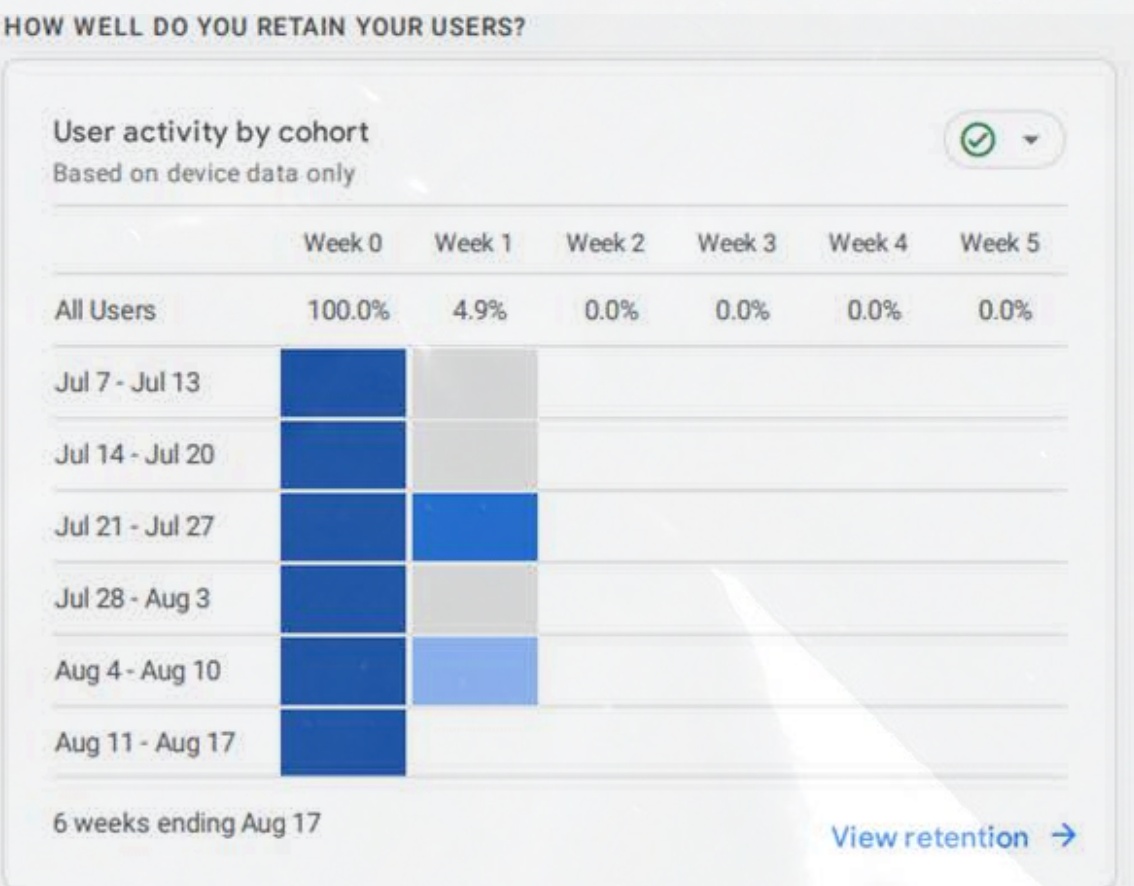 HOW WELL DO YOU RETAIN YOUR USERS?
User activity by cohort
Based on device data only
Week 0 Week 1 Week 2 Week 3 Week 4 Week 5
All Users 100.0% 4.9% 0.0% 0.0% 0.0% 0.0%
Jul 7 - Jul 13
Jul 14 - Jul 20
Jul 21 - Jul 27
Jul 28 - Aug 3
Aug 4 - Aug 10
Aug 11 - Aug 17
6 weeks ending Aug 17
View retention